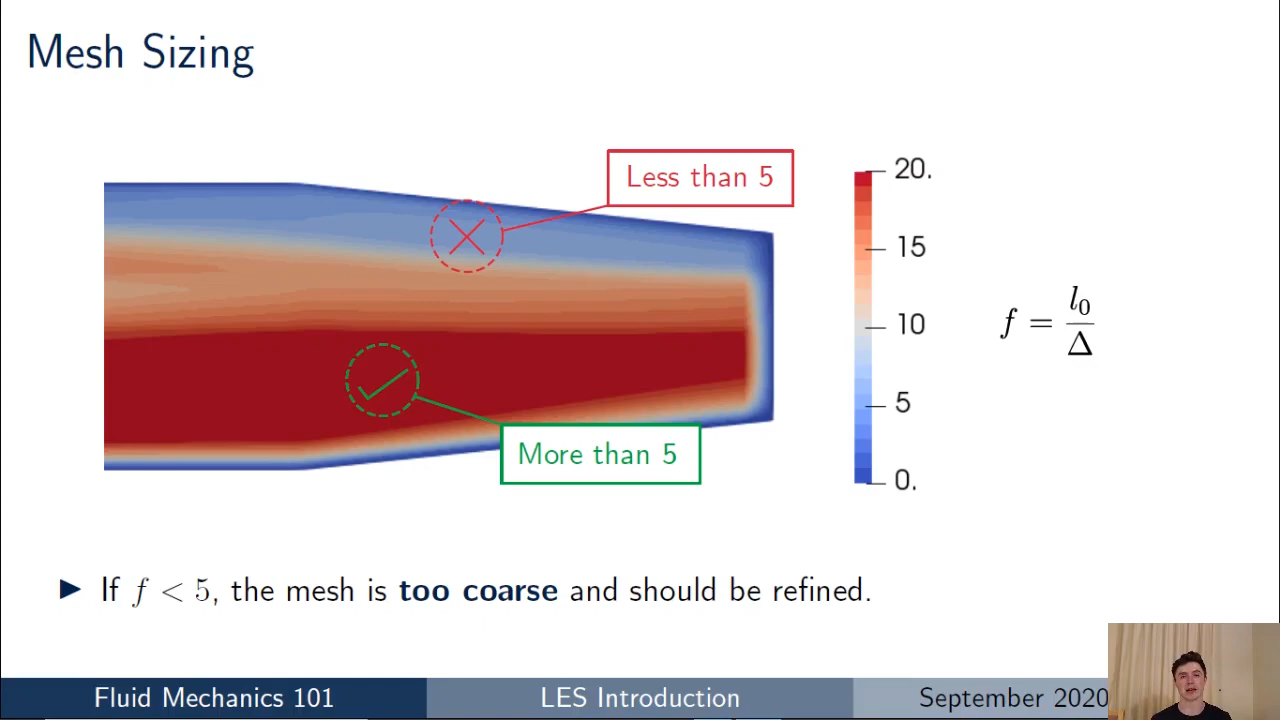 Mesh Sizing
Less than 5
20.
15
10
5
0.
f = l₀/Δ
More than 5
► If f < 5, the mesh is too coarse and should be refined.
Fluid Mechanics 101
LES Introduction
September 2020